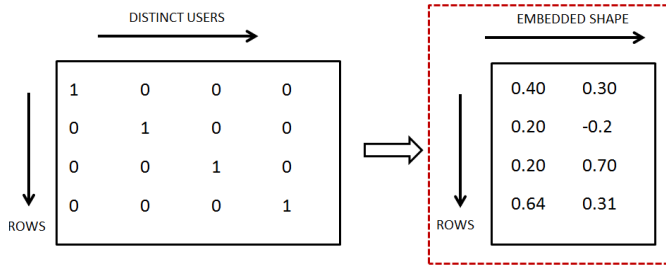 DISTINCT USERS
1 0 0 0
0 1 0 0
0 0 1 0
0 0 0 1
ROWS
EMBEDDED SHAPE
0.40 0.30
0.20 -0.2
0.20 0.70
0.64 0.31
ROWS